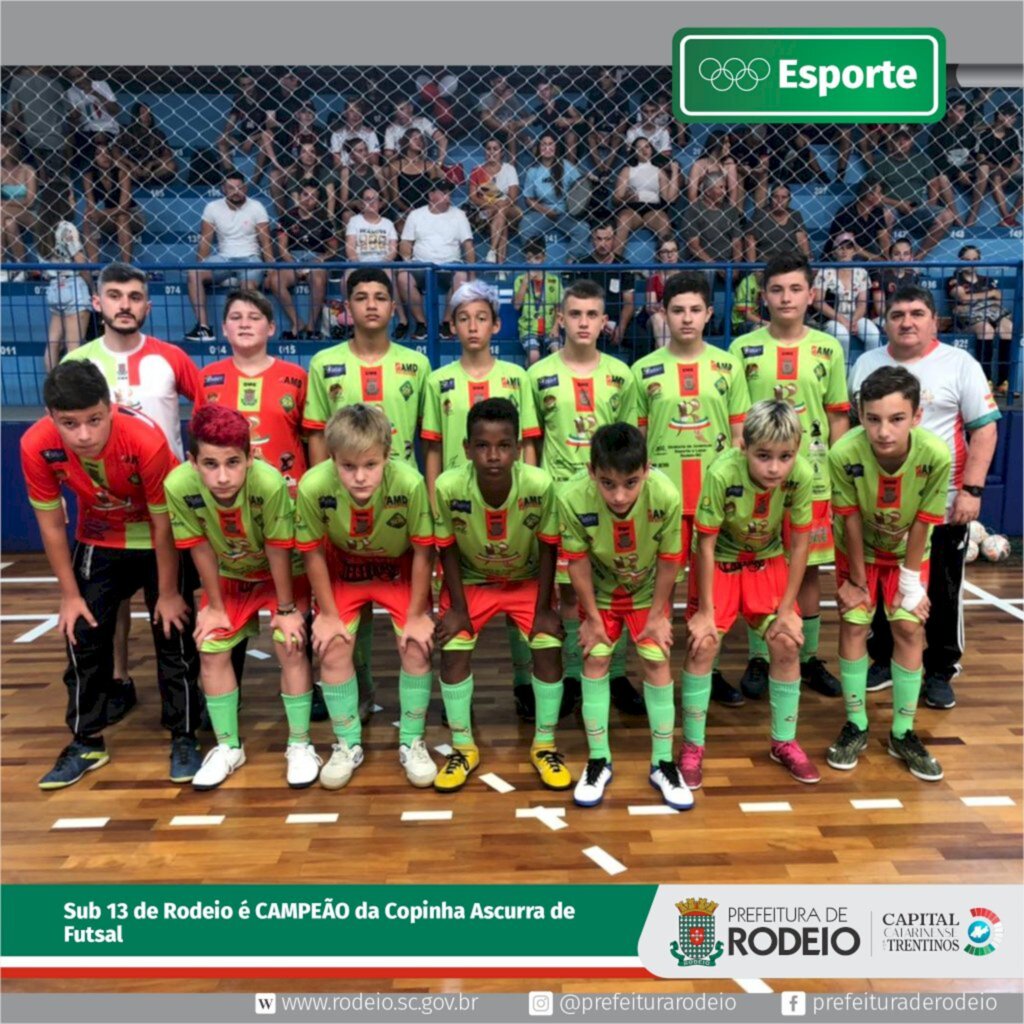 Esporte
Sub 13 de Rodeio é CAMPEÃO da Copinha Ascurra de
Futsal
RODEIO
PREFEITURA DE
RODEIO
CAPITAL
CATARINENSE
TRENTINOS
www.rodeio.sc.gov.br
@prefeiturarodeio
prefeituraderodeio